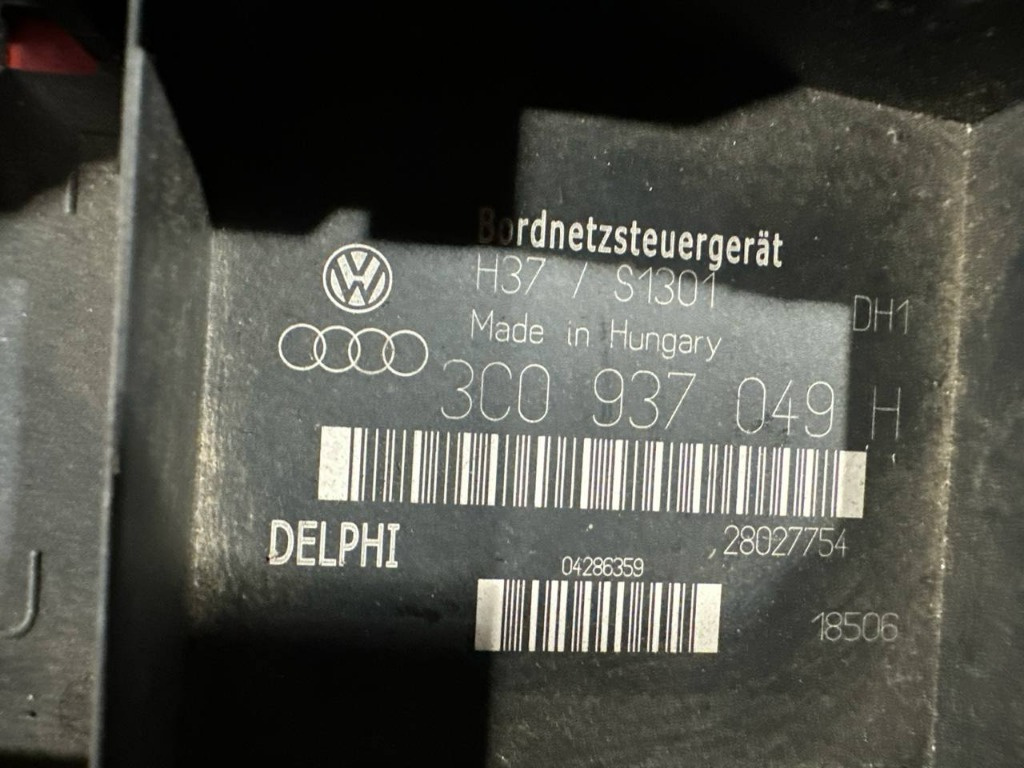 Bordnetzsteuergerät
H37 / S1301
DH1
Made in Hungary
3C0 937 049 H
DELPHI
28027754
04286359
18506